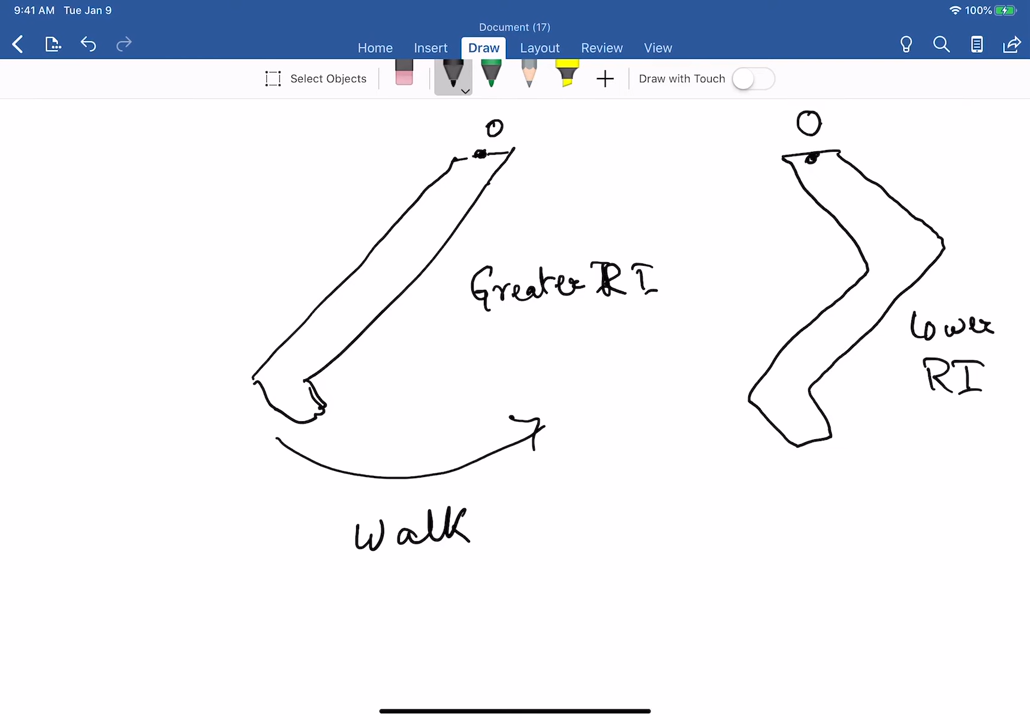 9:41 AM Tue Jan 9
100%
Document (17)
Home Insert Draw Layout Review View
Select Objects
Draw with Touch
O
O
Greater RI
Lower
RI
Walk